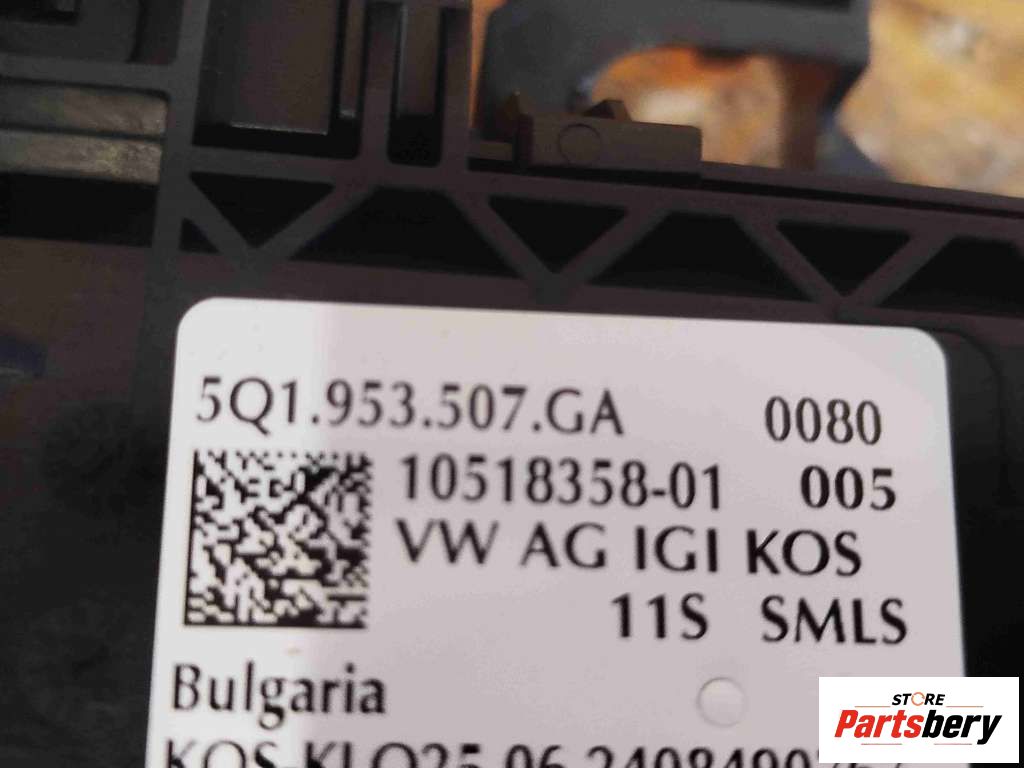 5Q1.953.507.GA 0080
10518358-01 005
VW AG IGI KOS
11S SMLS
Bulgaria
STORE
Partsbery